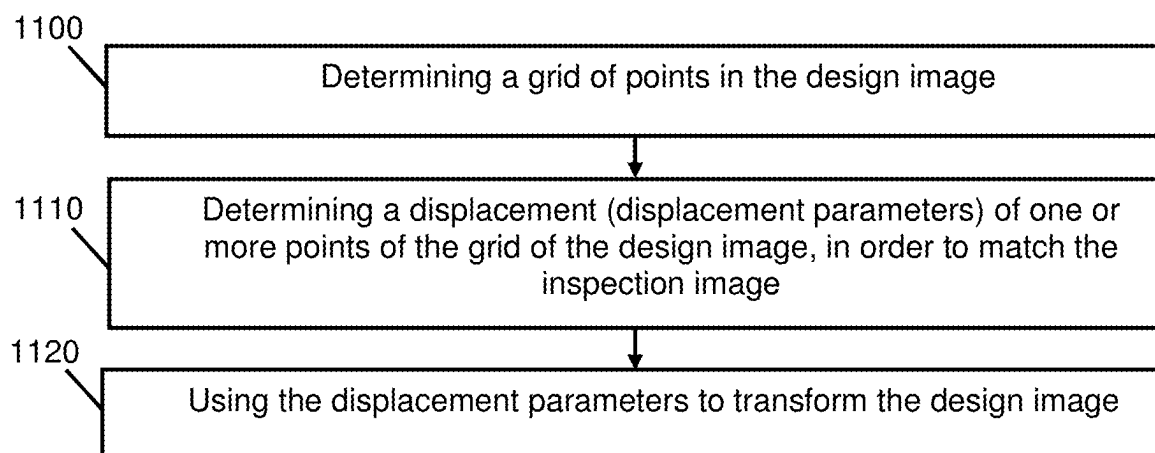 1100
Determining a grid of points in the design image
1110
Determining a displacement (displacement parameters) of one or
more points of the grid of the design image, in order to match the
inspection image
1120
Using the displacement parameters to transform the design image